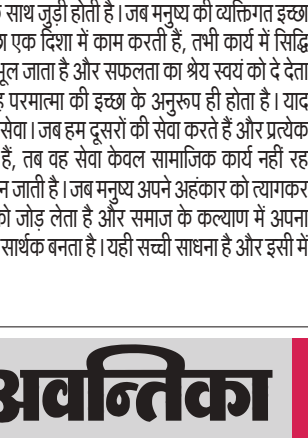 साथ जुड़ी होती है। जब मनुष्य की व्यक्तिगत इच्छा
एक दिशा में काम करती हैं, तभी कार्य में सिद्धि
जाता है और सफलता का श्रेय स्वयं को दे देता
परमात्मा की इच्छा के अनुरूप ही होता है। याद
सेवा। जब हम दूसरों की सेवा करते हैं और प्रत्येक
हैं, तब वह सेवा केवल सामाजिक कार्य नहीं रह
जाती है। जब मनुष्य अपने अहंकार को त्यागकर
को जोड़ लेता है और समाज के कल्याण में अपना
सार्थक बनता है। यही सच्ची साधना है और इसी में
अवन्तिका